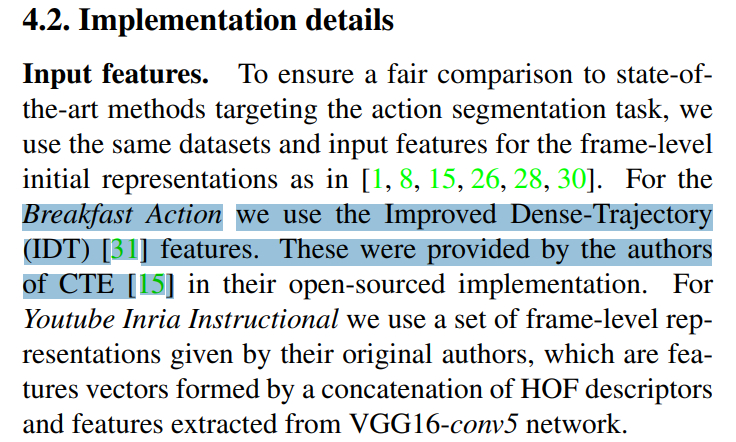 4.2. Implementation details
Input features. To ensure a fair comparison to state-of-
the-art methods targeting the action segmentation task, we
use the same datasets and input features for the frame-level
initial representations as in [1, 8, 15, 26, 28, 30]. For the
Breakfast Action we use the Improved Dense-Trajectory
(IDT) [31] features. These were provided by the authors
of CTE [15] in their open-sourced implementation. For
Youtube Inria Instructional we use a set of frame-level rep-
resentations given by their original authors, which are fea-
tures vectors formed by a concatenation of HOF descriptors
and features extracted from VGG16-conv5 network.